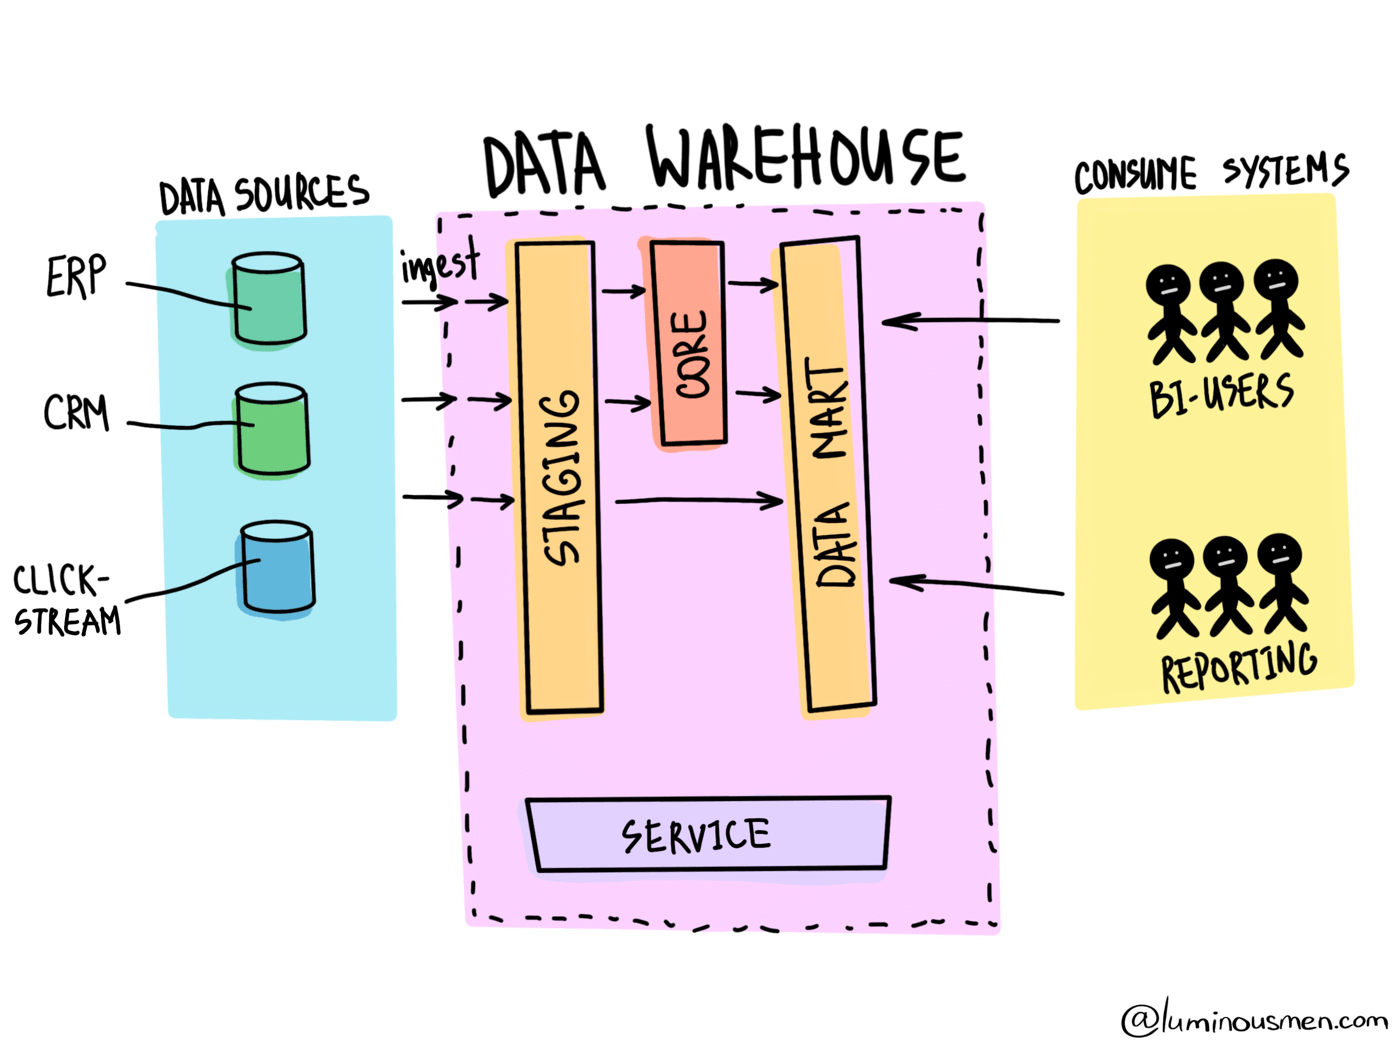 DATA WAREHOUSE
DATA SOURCES
CONSUME SYSTEMS
ERP
CRM
CLICK-
STREAM
ingest
STAGING
CORE
DATA MART
SERVICE
BI-USERS
REPORTING
@luminousmen.com